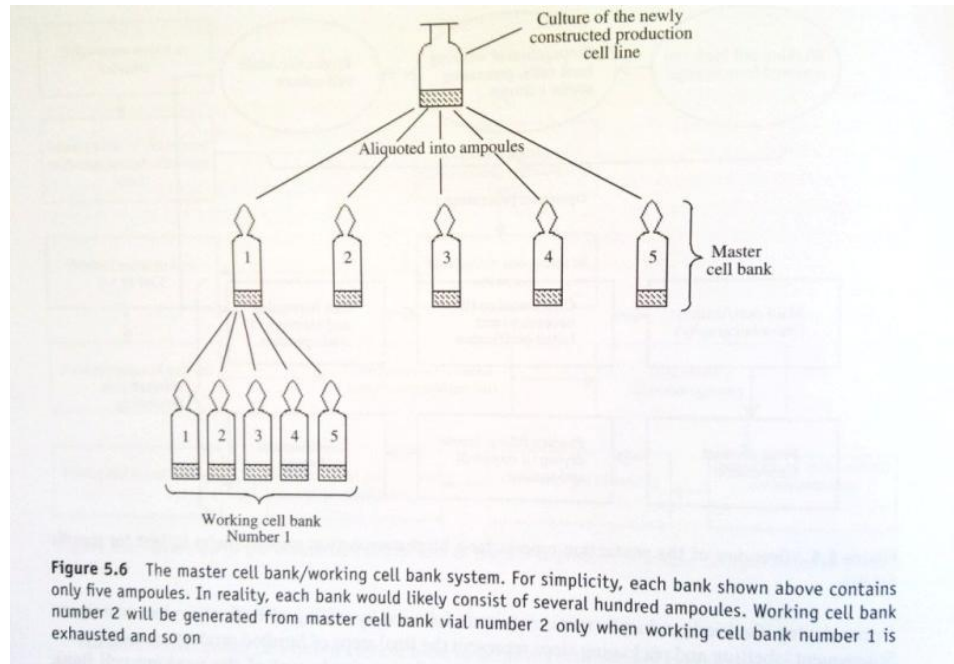 Culture of the newly
constructed production
cell line
Aliquoted into ampoules
1
2
3
4
5
Master
cell bank
1
2
3
4
5
Working cell bank
Number 1
Figure 5.6 The master cell bank/working cell bank system. For simplicity, each bank shown above contains
only five ampoules. In reality, each bank would likely consist of several hundred ampoules. Working cell bank
number 2 will be generated from master cell bank vial number 2 only when working cell bank number 1 is
exhausted and so on